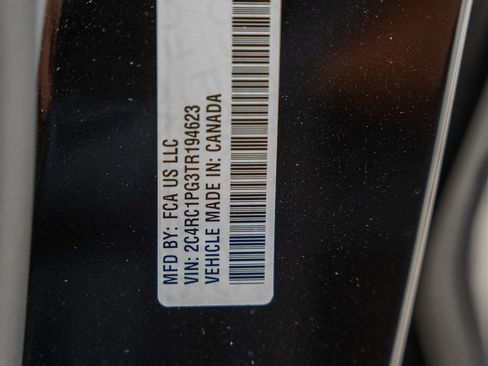 MFD BY: FCA US LLC
VIN: 2C4RC1PG3TR194623
VEHICLE MADE IN: CANADA